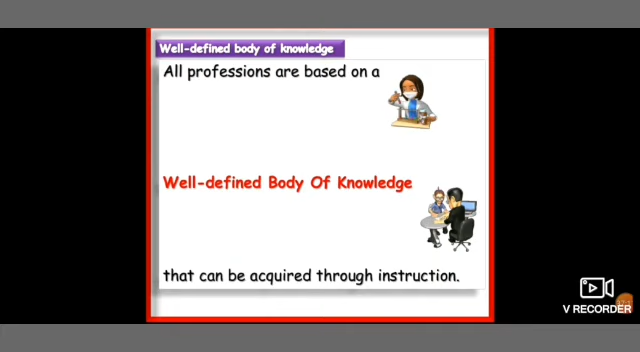 Well-defined body of knowledge
All professions are based on a
Well-defined Body Of Knowledge
that can be acquired through instruction.
V RECORDER